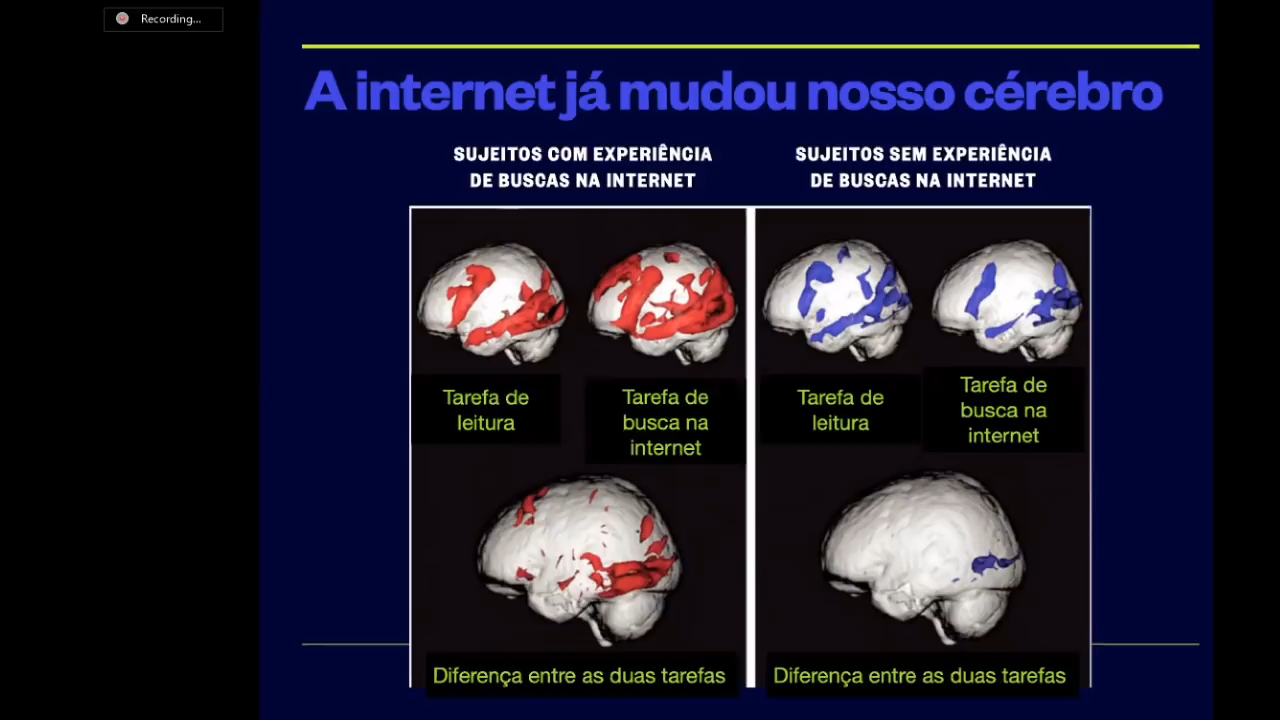 Recording...
A internet já mudou nosso cérebro
SUJEITOS COM EXPERIÊNCIA
DE BUSCAS NA INTERNET
SUJEITOS SEM EXPERIÊNCIA
DE BUSCAS NA INTERNET
Tarefa de
leitura
Tarefa de
busca na
internet
Tarefa de
leitura
Tarefa de
busca na
internet
Diferença entre as duas tarefas
Diferença entre as duas tarefas